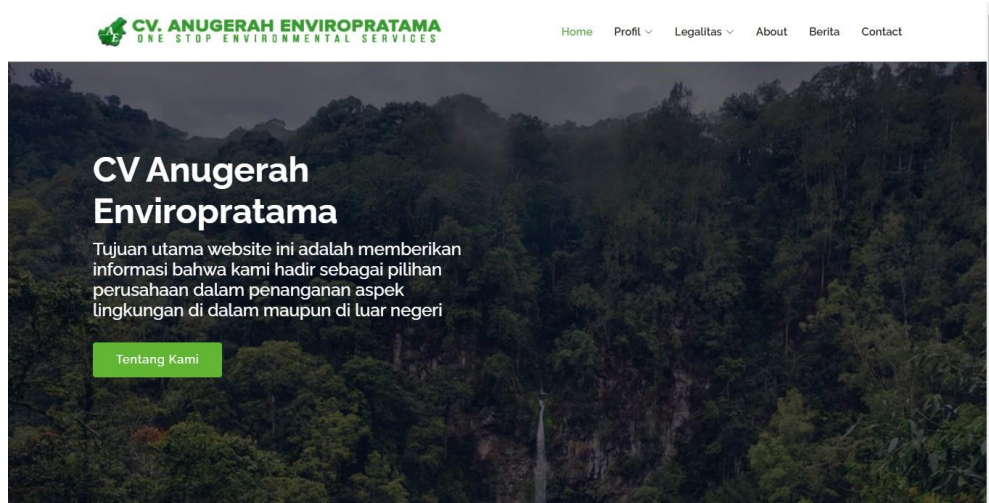 CV. ANUGERAH ENVIROPRATAMA
ONE STOP ENVIRONMENTAL SERVICES
AE
Home Profil Legalitas About Berita Contact
CV Anugerah
Enviropratama
Tujuan utama website ini adalah memberikan
informasi bahwa kami hadir sebagai pilihan
perusahaan dalam penanganan aspek
lingkungan di dalam maupun di luar negeri
Tentang Kami